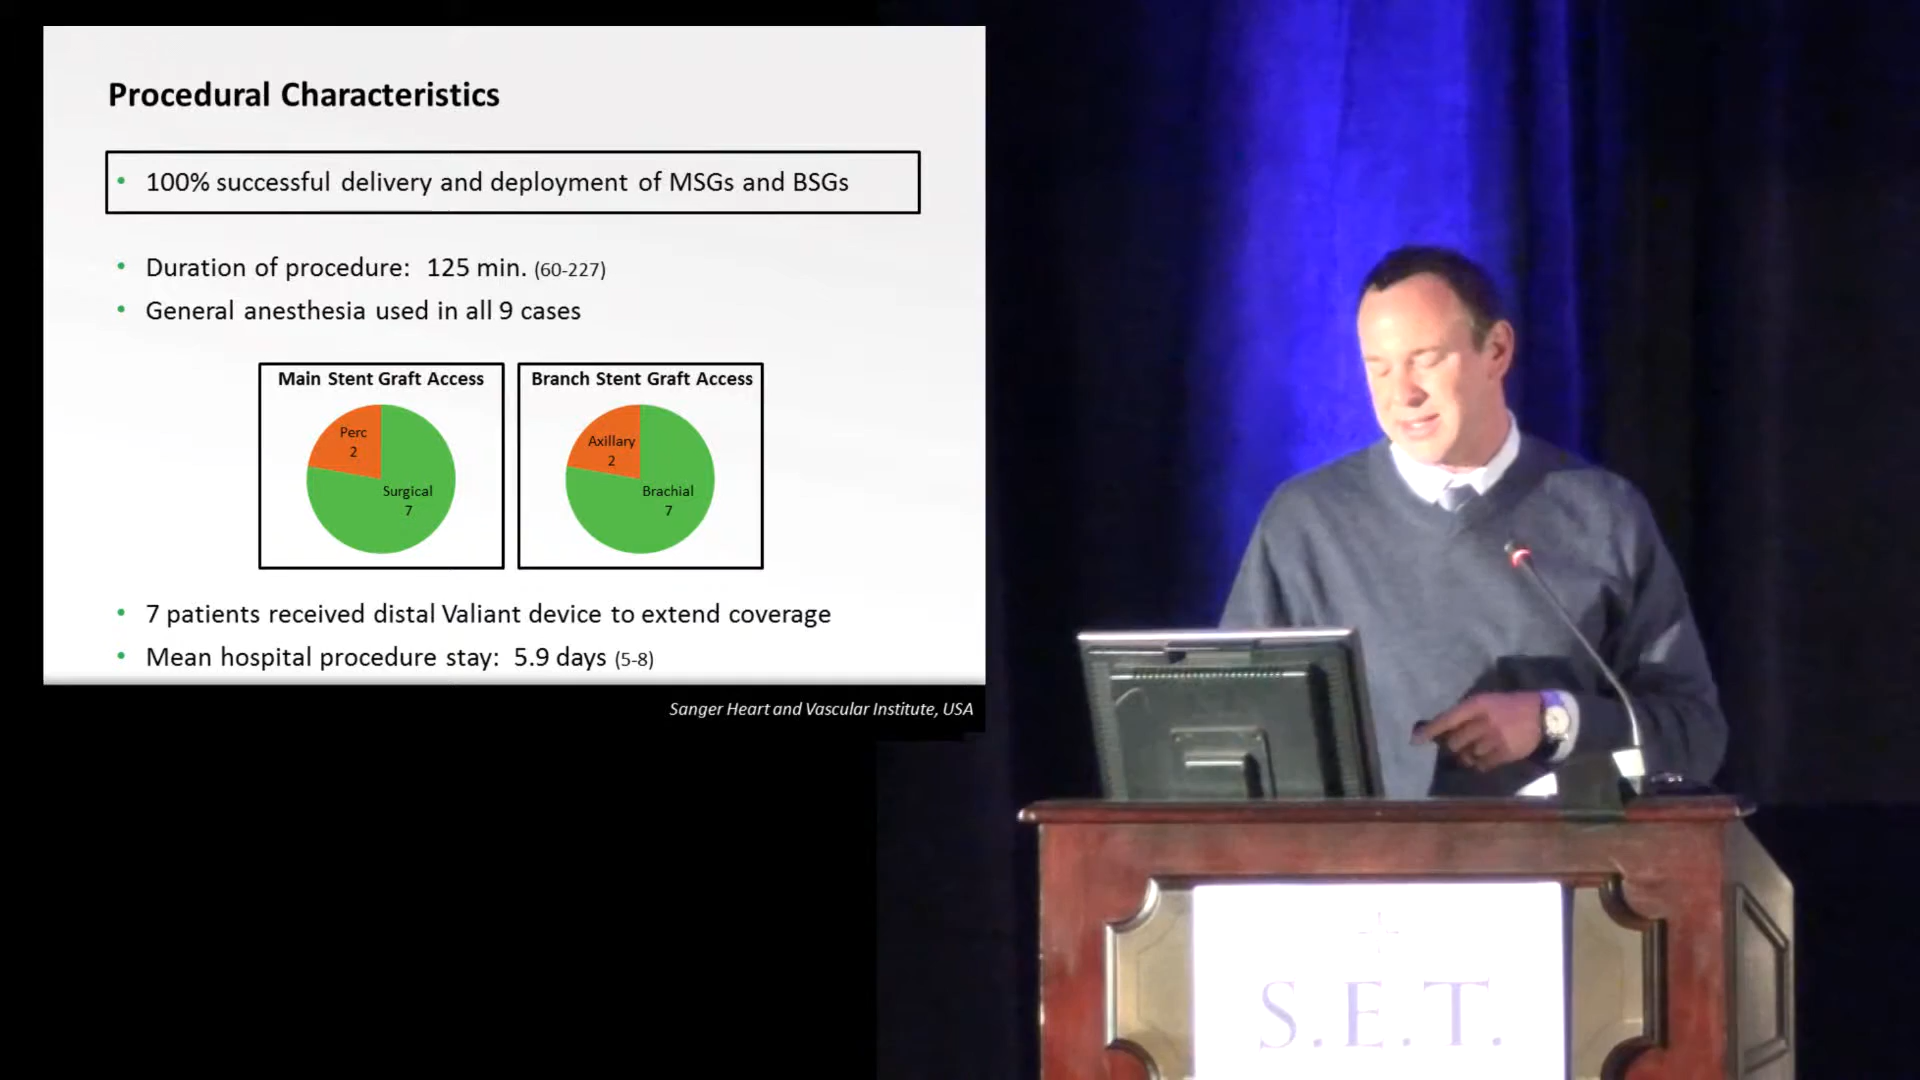 Procedural Characteristics
• 100% successful delivery and deployment of MSGs and BSGs
• Duration of procedure: 125 min. (60-227)
• General anesthesia used in all 9 cases
Main Stent Graft Access
Perc
2
Surgical
7
Branch Stent Graft Access
Axillary
2
Brachial
7
• 7 patients received distal Valiant device to extend coverage
• Mean hospital procedure stay: 5.9 days (5-8)
Sanger Heart and Vascular Institute, USA
S.E.T.